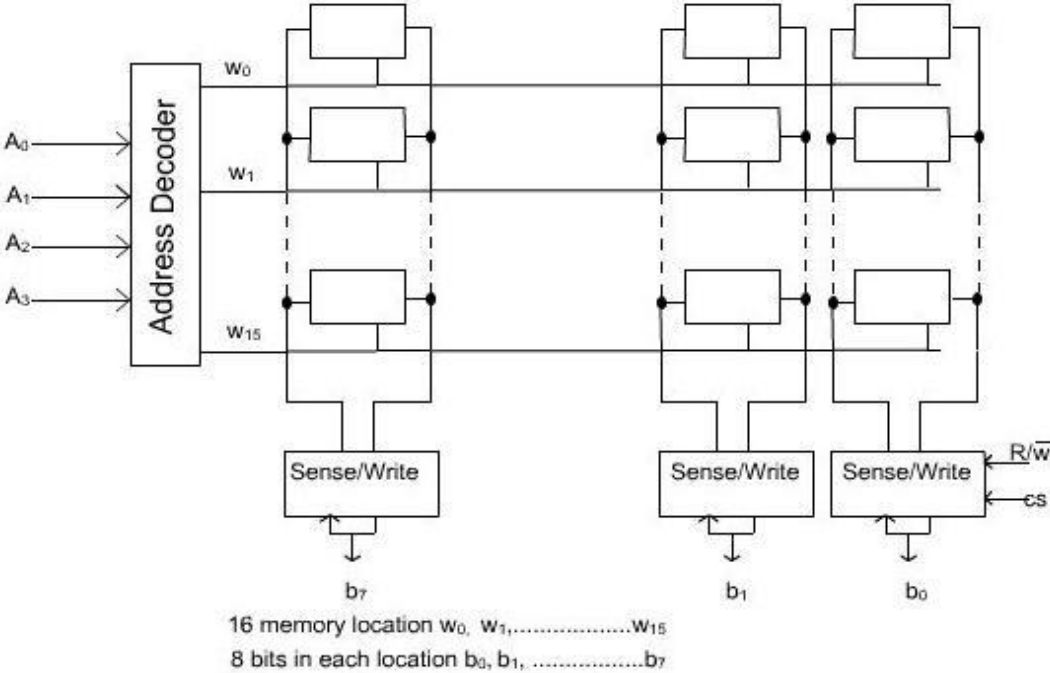 w₀
A₀
Address Decoder
A₁
w₁
A₂
A₃
w₁₅
Sense/Write
Sense/Write
Sense/Write
R/w̅
cs
b₇
b₁
b₀
16 memory location w₀, w₁,...................w₁₅
8 bits in each location b₀, b₁, ...................b₇